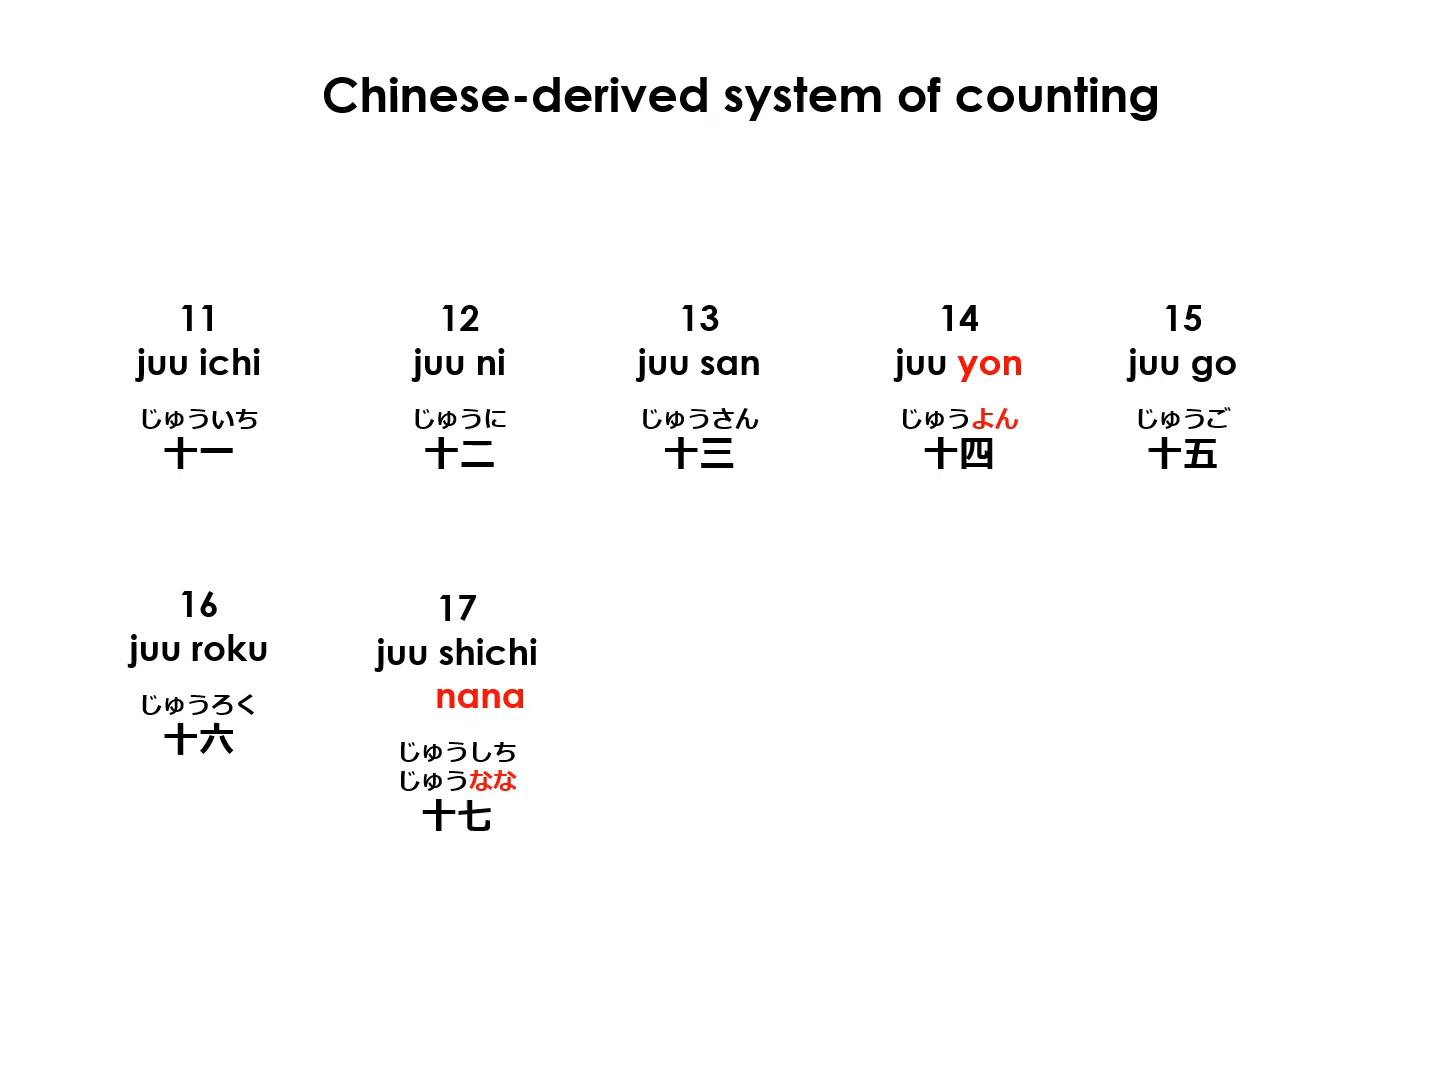 Chinese-derived system of counting
11
juu ichi
じゅういち
十一
12
juu ni
じゅうに
十二
13
juu san
じゅうさん
十三
14
juu yon
じゅうよん
十四
15
juu go
じゅうご
十五
16
juu roku
じゅうろく
十六
17
juu shichi
nana
じゅうしち
じゅうなな
十七